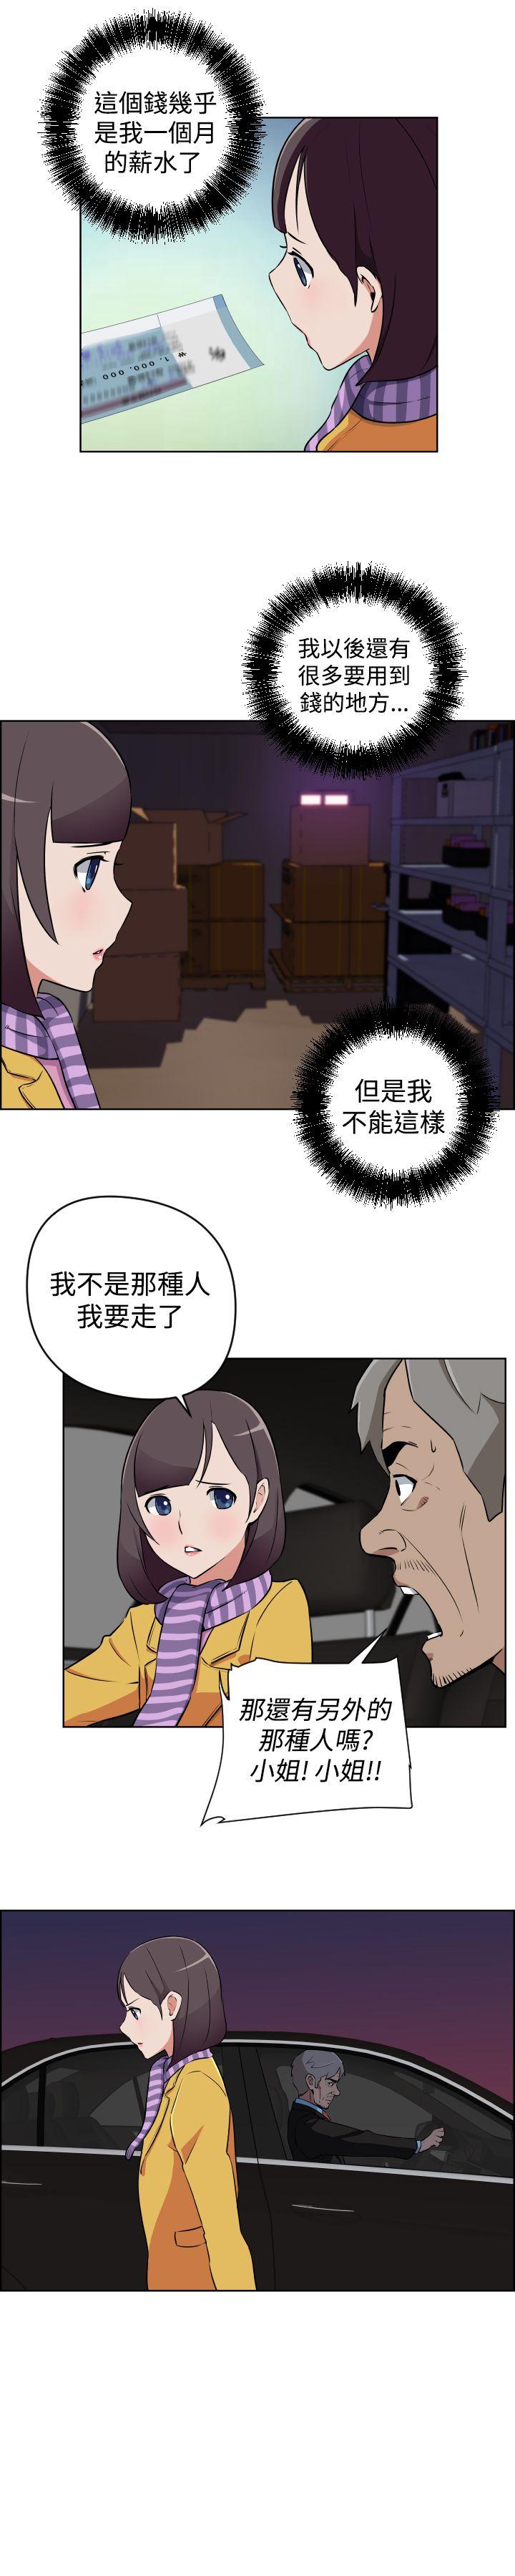 這個錢幾乎
是我一個月
的薪水了
₩ 1,000,000
我以後還有
很多要用到
錢的地方...
但是我
不能這樣
我不是那種人
我要走了
那還有另外的
那種人嗎?
小姐! 小姐!!